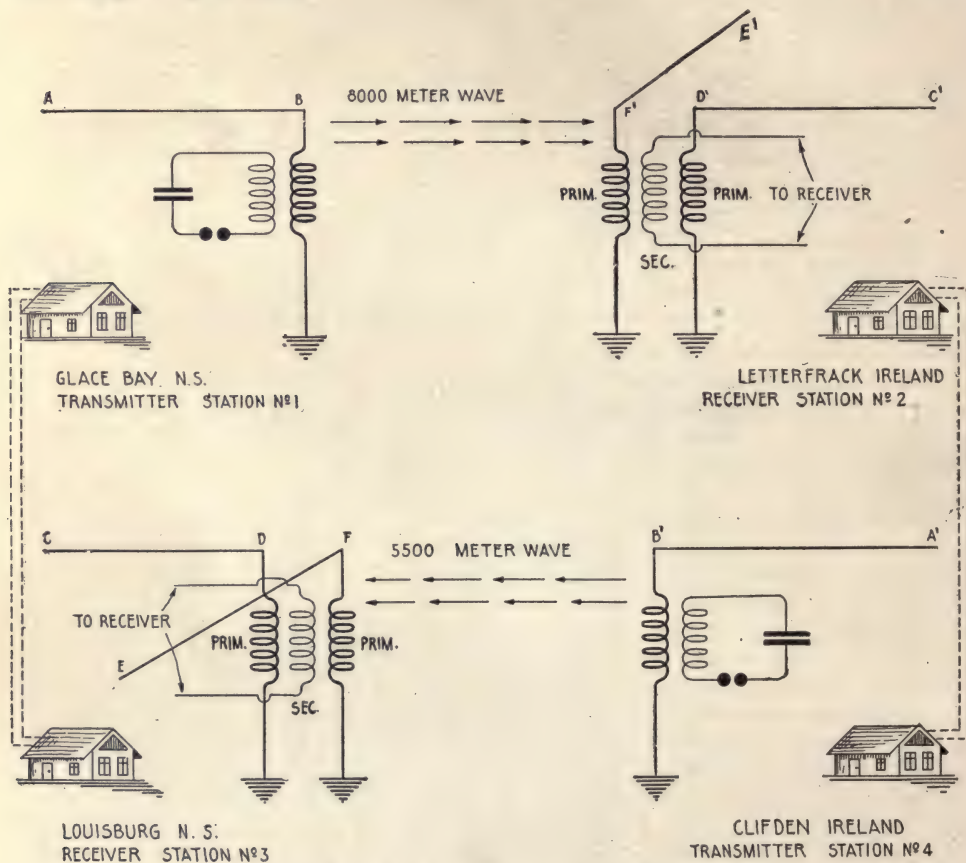 E'
A
B
8000 METER WAVE
F'
D'
C'
PRIM.
PRIM.
TO RECEIVER
SEC.
GLACE BAY. N.S.
TRANSMITTER STATION Nº1
LETTERFRACK IRELAND
RECEIVER STATION Nº2
C
D
F
5500 METER WAVE
B'
A'
TO RECEIVER
E
PRIM.
PRIM.
SEC.
LOUISBURG N.S.
RECEIVER STATION Nº3
CLIFDEN IRELAND
TRANSMITTER STATION Nº4